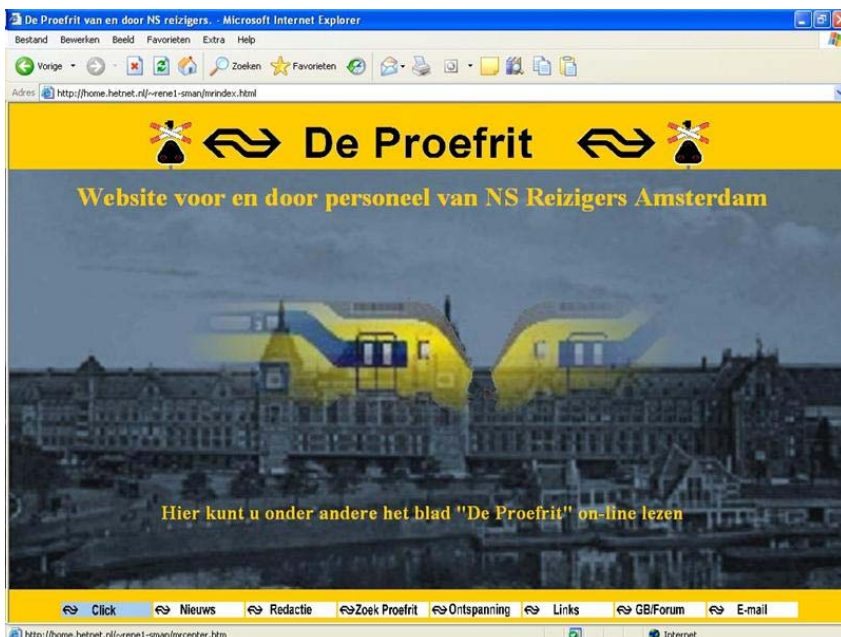 De Proefrit van en door NS reizigers. - Microsoft Internet Explorer
Bestand Bewerken Beeld Favorieten Extra Help
Vorige Zoeken Favorieten
Adres http://home.hetnet.nl/~rene1-sman/mrindex.html
De Proefrit
Website voor en door personeel van NS Reizigers Amsterdam
Hier kunt u onder andere het blad "De Proefrit" on-line lezen
Click Nieuws Redactie Zoek Proefrit Ontspanning Links GB/Forum E-mail
http://home.hetnet.nl/~rene1-sman/mrcenter.htm Internet